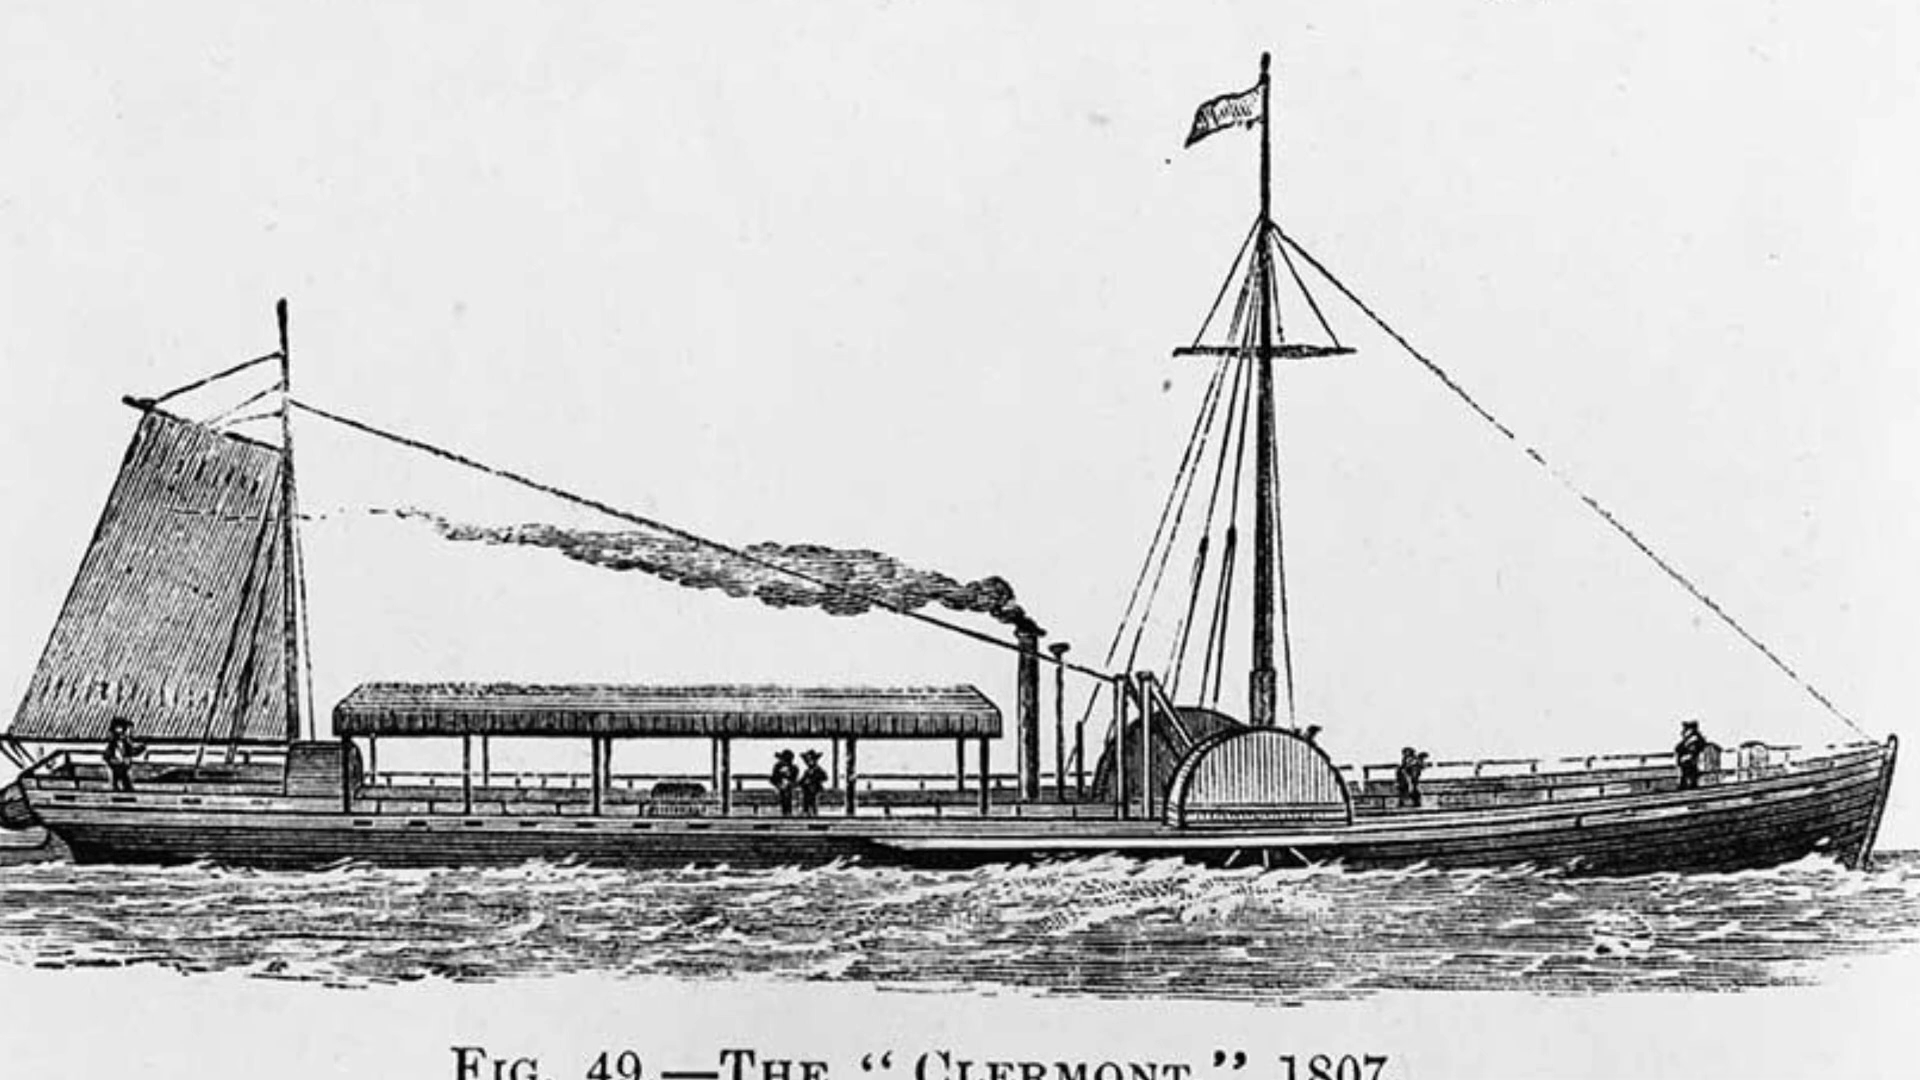 FIG. 49.—THE “CLERMONT,” 1807.